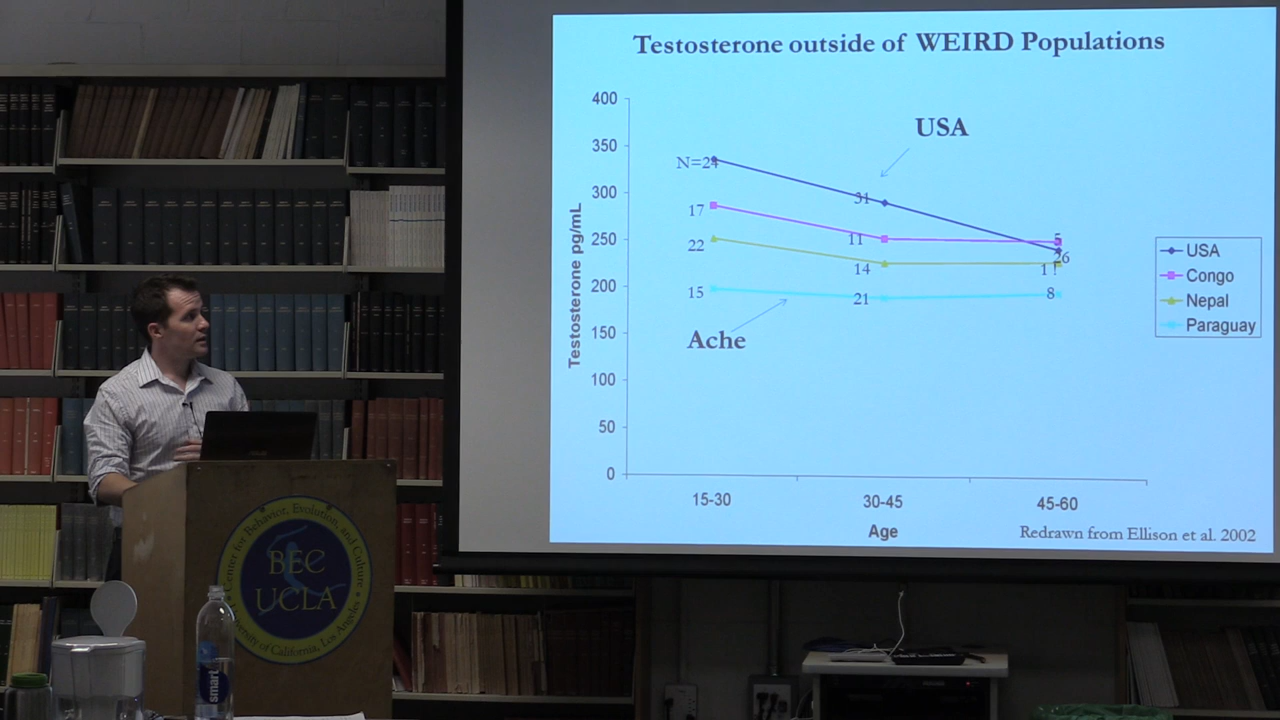 Testosterone outside of WEIRD Populations
400
350
300
250
200
150
100
50
0
Testosterone pg/mL
USA
N=24
31
17
11
5
26
22
14
11
15
21
8
Ache
USA
Congo
Nepal
Paraguay
15-30
30-45
45-60
Age
Redrawn from Ellison et al. 2002
Center for Behavior, Evolution, and Culture
BEC
UCLA
University of California, Los Angeles
smart